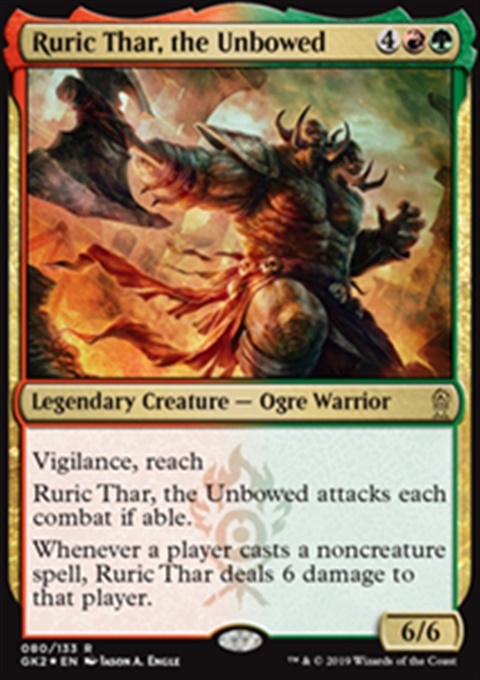 Ruric Thar, the Unbowed 4
Legendary Creature — Ogre Warrior
Vigilance, reach
Ruric Thar, the Unbowed attacks each
combat if able.
Whenever a player casts a noncreature
spell, Ruric Thar deals 6 damage to
that player.
6/6
080/133 R
GK2 ★ EN Jason A. Engle
™ & © 2019 Wizards of the Coast